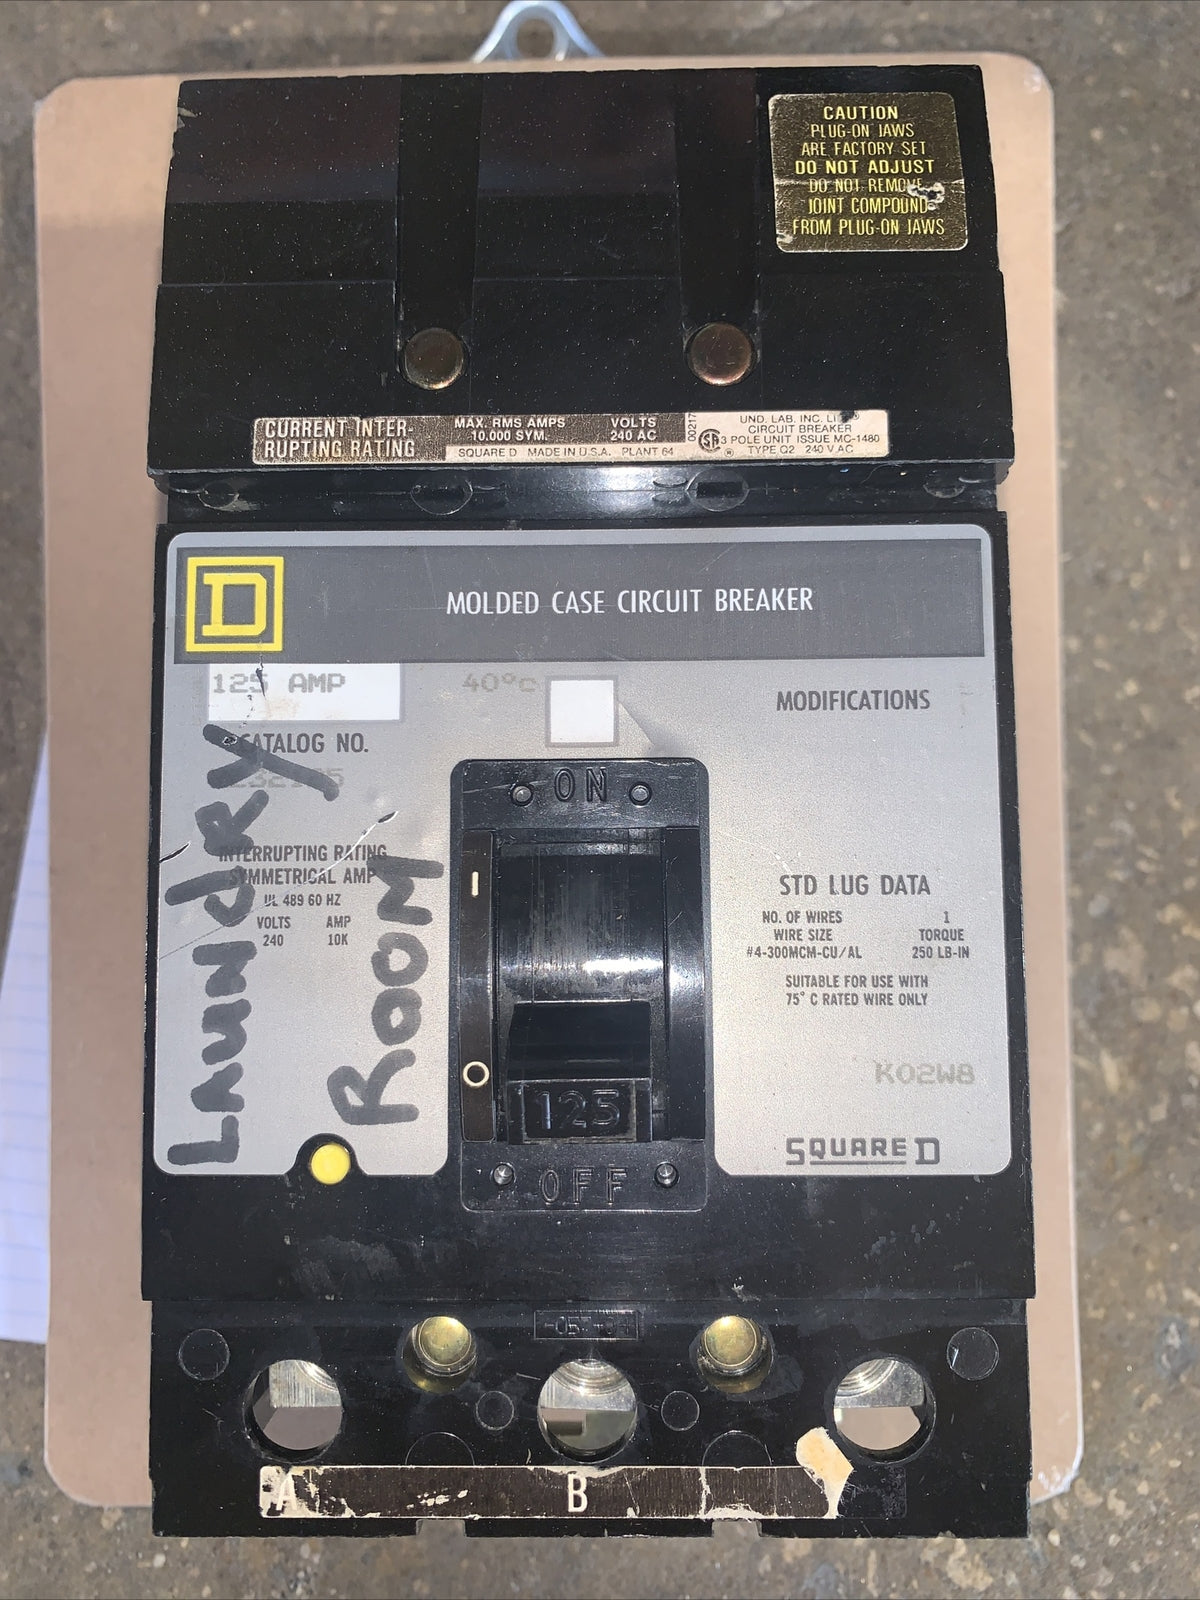 CAUTION
PLUG-ON JAWS
ARE FACTORY SET
DO NOT ADJUST
DO NOT REMOVE
JOINT COMPOUND
FROM PLUG-ON JAWS
CURRENT INTER-
RUPTING RATING
MAX. RMS AMPS
10,000 SYM.
VOLTS
240 AC
SQUARE D MADE IN U.S.A. PLANT 64
00217
UND. LAB. INC.
CIRCUIT BREAKER
3 POLE UNIT ISSUE MC-1480
TYPE Q2 240 V AC
D
MOLDED CASE CIRCUIT BREAKER
125 AMP
40°C
MODIFICATIONS
CATALOG NO.
LAUNDRY
ROOM
INTERRUPTING RATING
SYMMETRICAL AMP
UL 489 60 HZ
VOLTS AMP
240 10K
ON
125
OFF
STD LUG DATA
NO. OF WIRES 1
WIRE SIZE TORQUE
#4-300MCM-CU/AL 250 LB-IN
SUITABLE FOR USE WITH
75° C RATED WIRE ONLY
K02W8
SQUARE D
A B